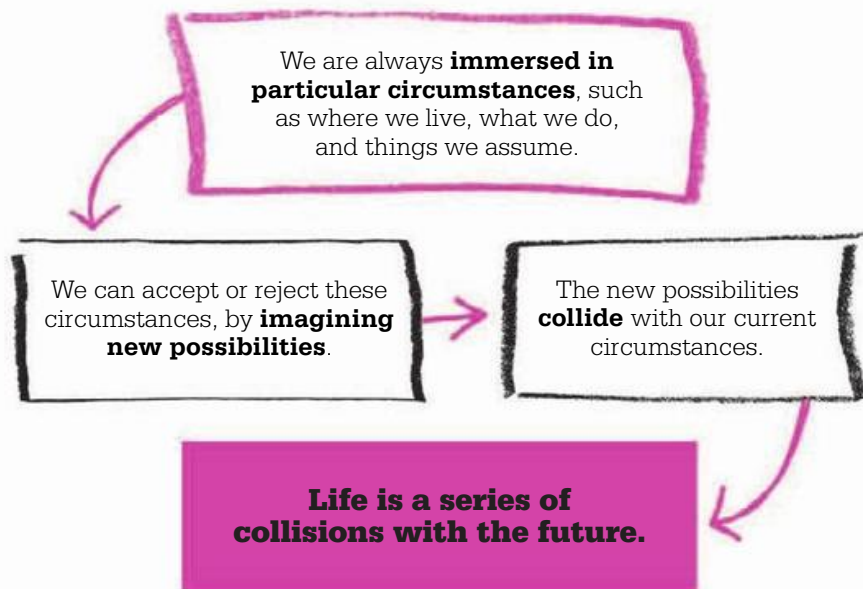 We are always immersed in
particular circumstances, such
as where we live, what we do,
and things we assume.
We can accept or reject these
circumstances, by imagining
new possibilities.
The new possibilities
collide with our current
circumstances.
Life is a series of
collisions with the future.